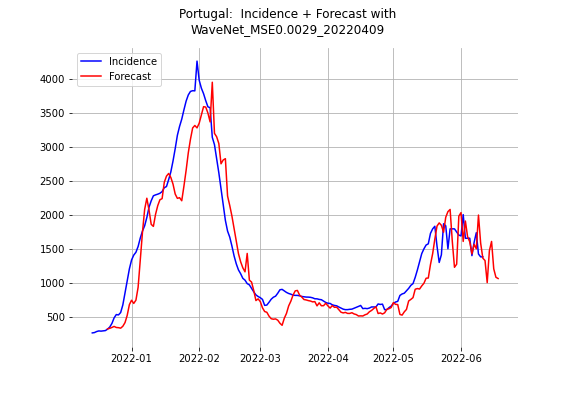 Portugal:  Incidence + Forecast with
WaveNet_MSE0.0029_20220409
Incidence
Forecast
4000
3500
3000
2500
2000
1500
1000
500
2022-01 2022-02 2022-03 2022-04 2022-05 2022-06